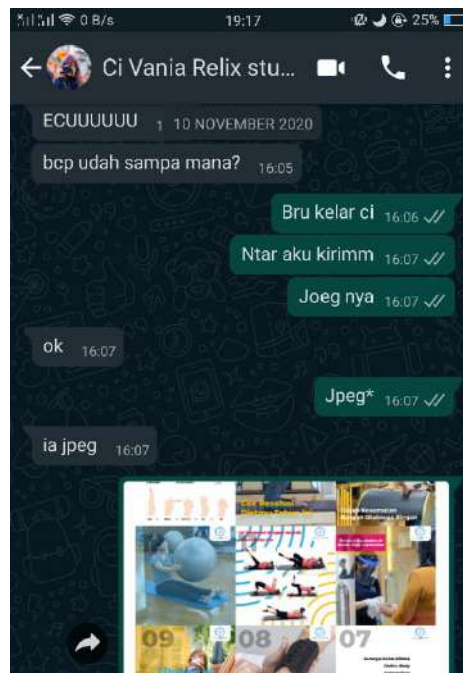 0 B/s 19:17 25%
Ci Vania Relix stu...
ECUUUUUU
10 NOVEMBER 2020
bcp udah sampa mana? 16:05
Bru kelar ci 16:06
Ntar aku kirimm 16:07
Joeg nya 16:07
ok 16:07
Jpeg* 16:07
ia jpeg 16:07
09 08 07